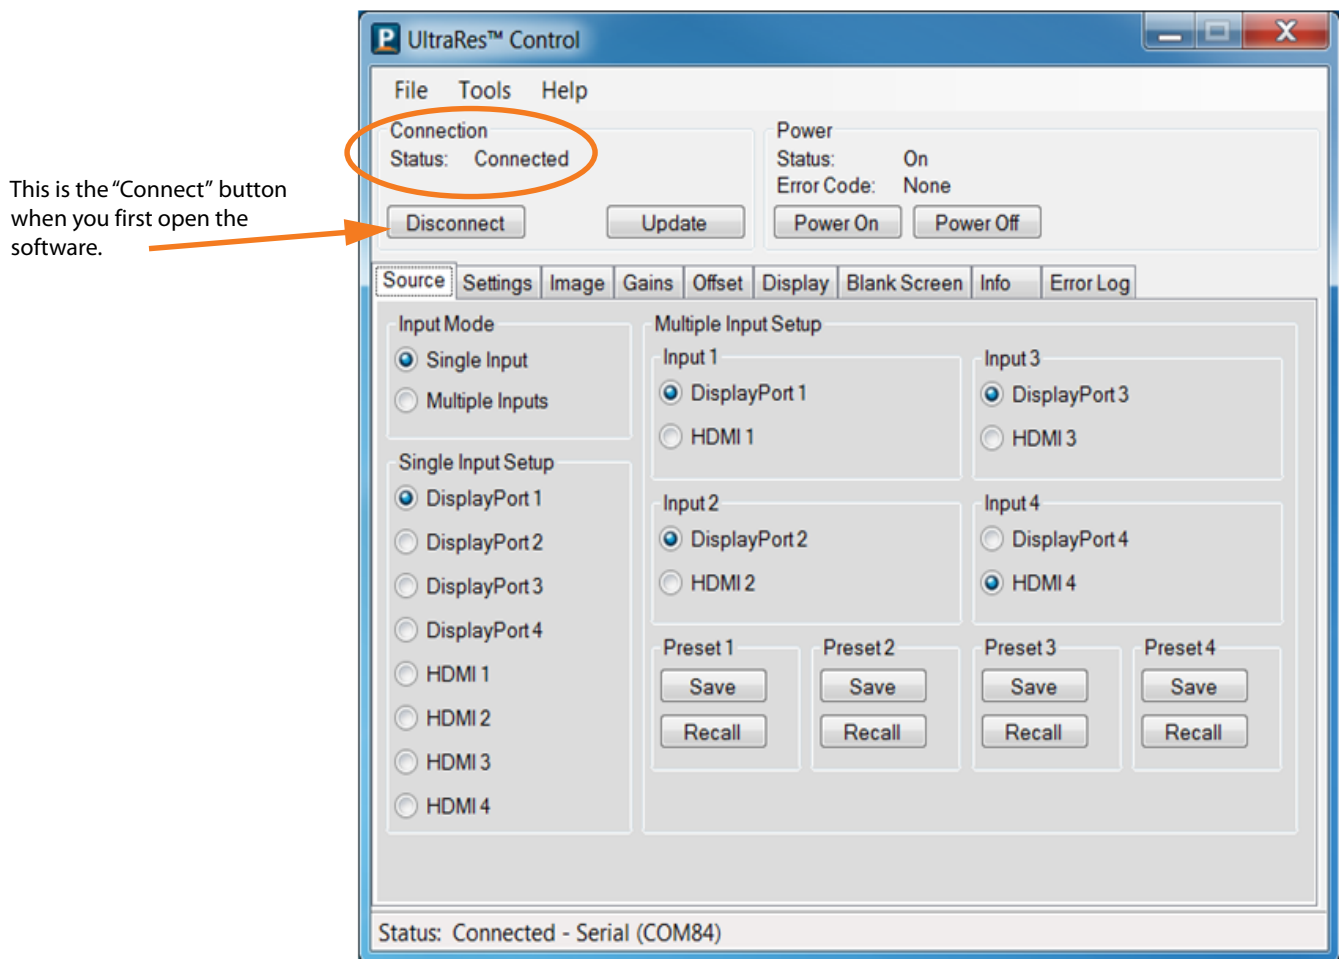 UltraRes™ Control
File Tools Help
Connection
Status: Connected
Disconnect Update
Power
Status: On
Error Code: None
Power On Power Off
This is the “Connect” button
when you first open the
software.
Source Settings Image Gains Offset Display Blank Screen Info Error Log
Input Mode
Single Input
Multiple Inputs
Single Input Setup
DisplayPort 1
DisplayPort 2
DisplayPort 3
DisplayPort 4
HDMI 1
HDMI 2
HDMI 3
HDMI 4
Multiple Input Setup
Input 1
DisplayPort 1
HDMI 1
Input 3
DisplayPort 3
HDMI 3
Input 2
DisplayPort 2
HDMI 2
Input 4
DisplayPort 4
HDMI 4
Preset 1
Save
Recall
Preset 2
Save
Recall
Preset 3
Save
Recall
Preset 4
Save
Recall
Status: Connected - Serial (COM84)